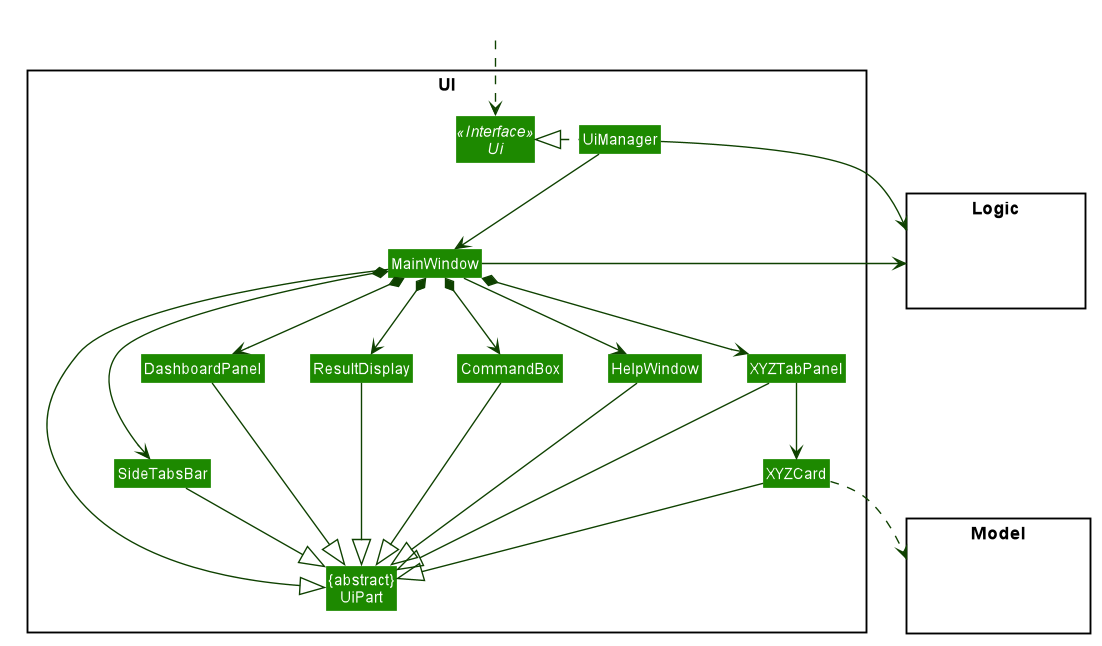 UI
«Interface»
Ui
UiManager
Logic
MainWindow
DashboardPanel
ResultDisplay
CommandBox
HelpWindow
XYZTabPanel
SideTabsBar
XYZCard
Model
{abstract}
UiPart